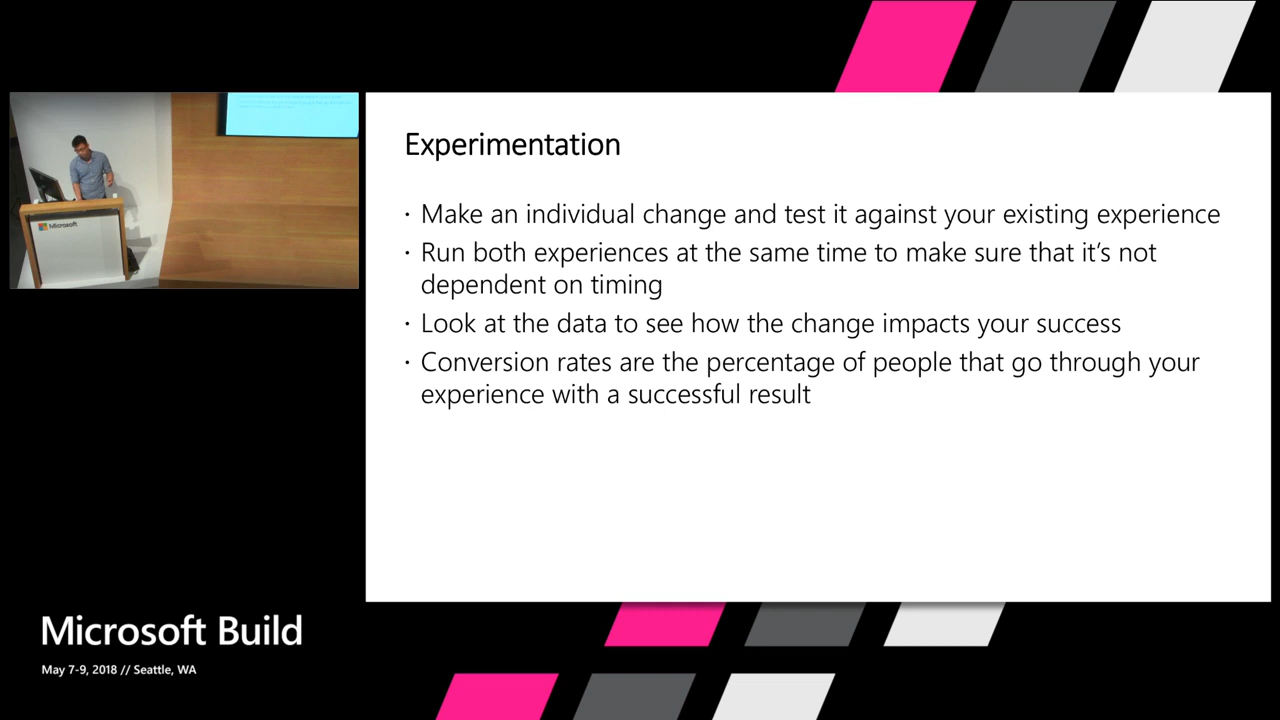 Microsoft
Experimentation
· Make an individual change and test it against your existing experience
· Run both experiences at the same time to make sure that it’s not
dependent on timing
· Look at the data to see how the change impacts your success
· Conversion rates are the percentage of people that go through your
experience with a successful result
Microsoft Build
May 7-9, 2018 // Seattle, WA